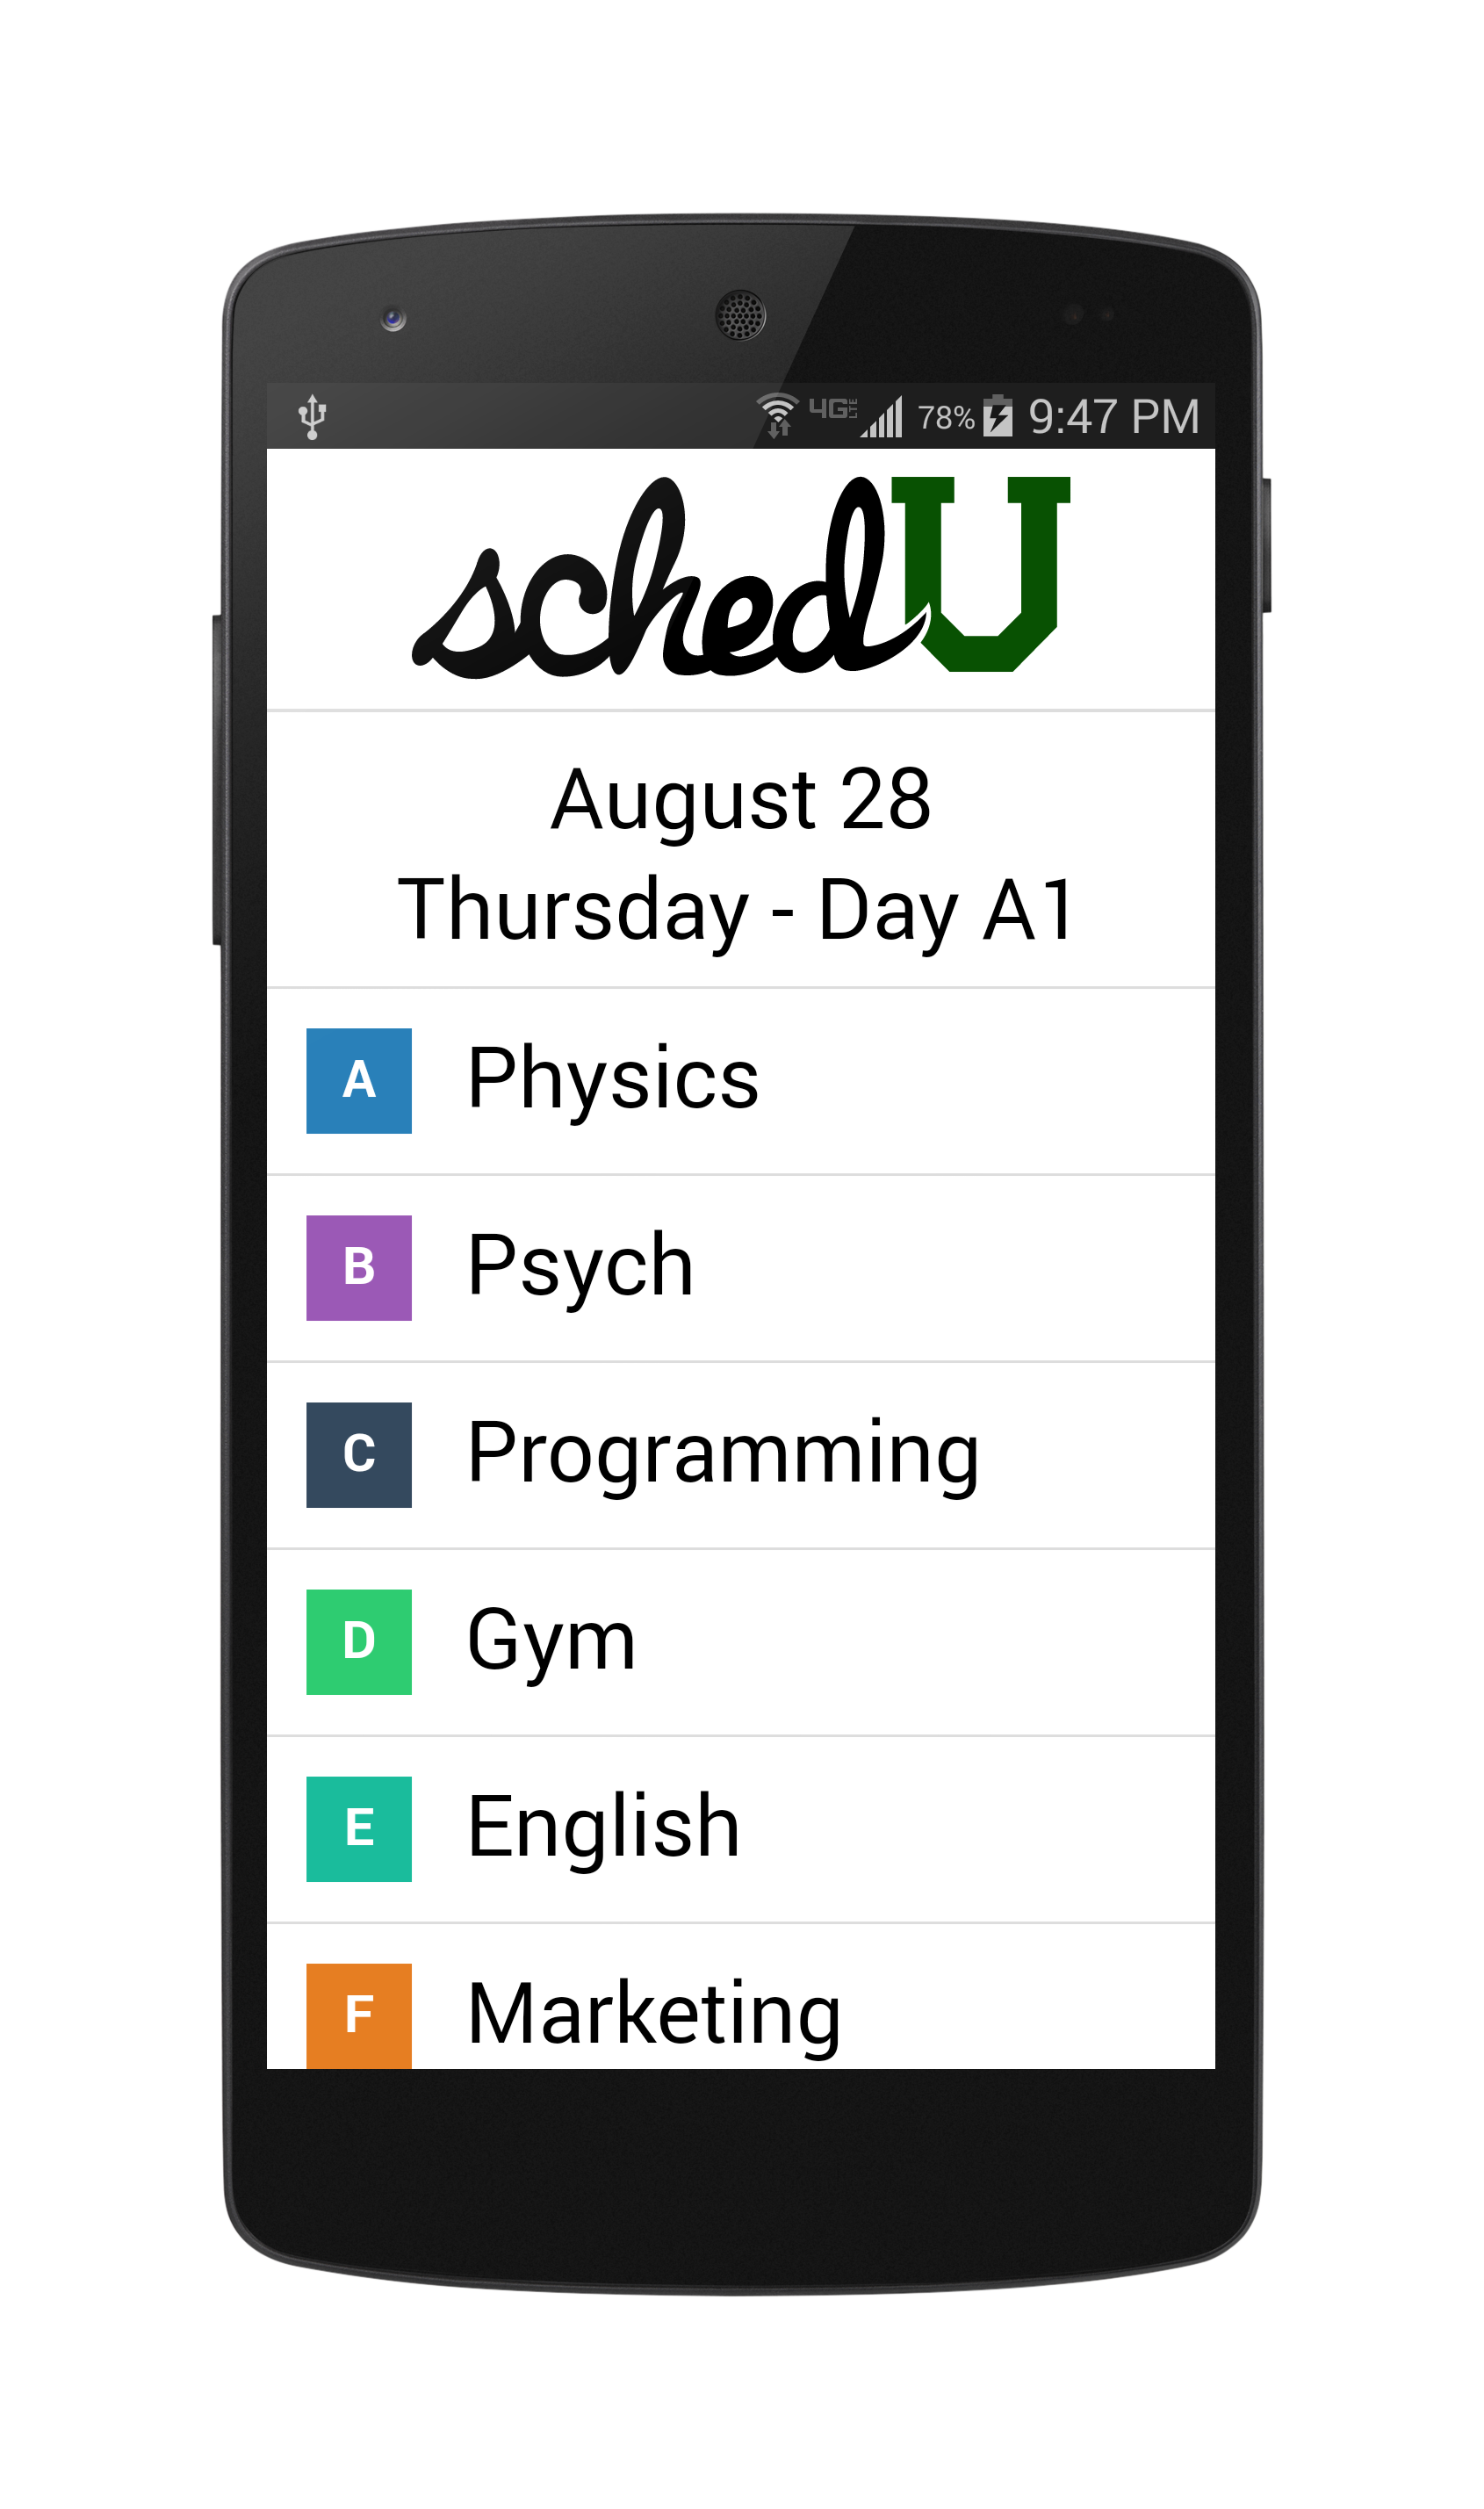 4G LTE 78% 9:47 PM
schedU
August 28
Thursday - Day A1
A Physics
B Psych
C Programming
D Gym
E English
F Marketing